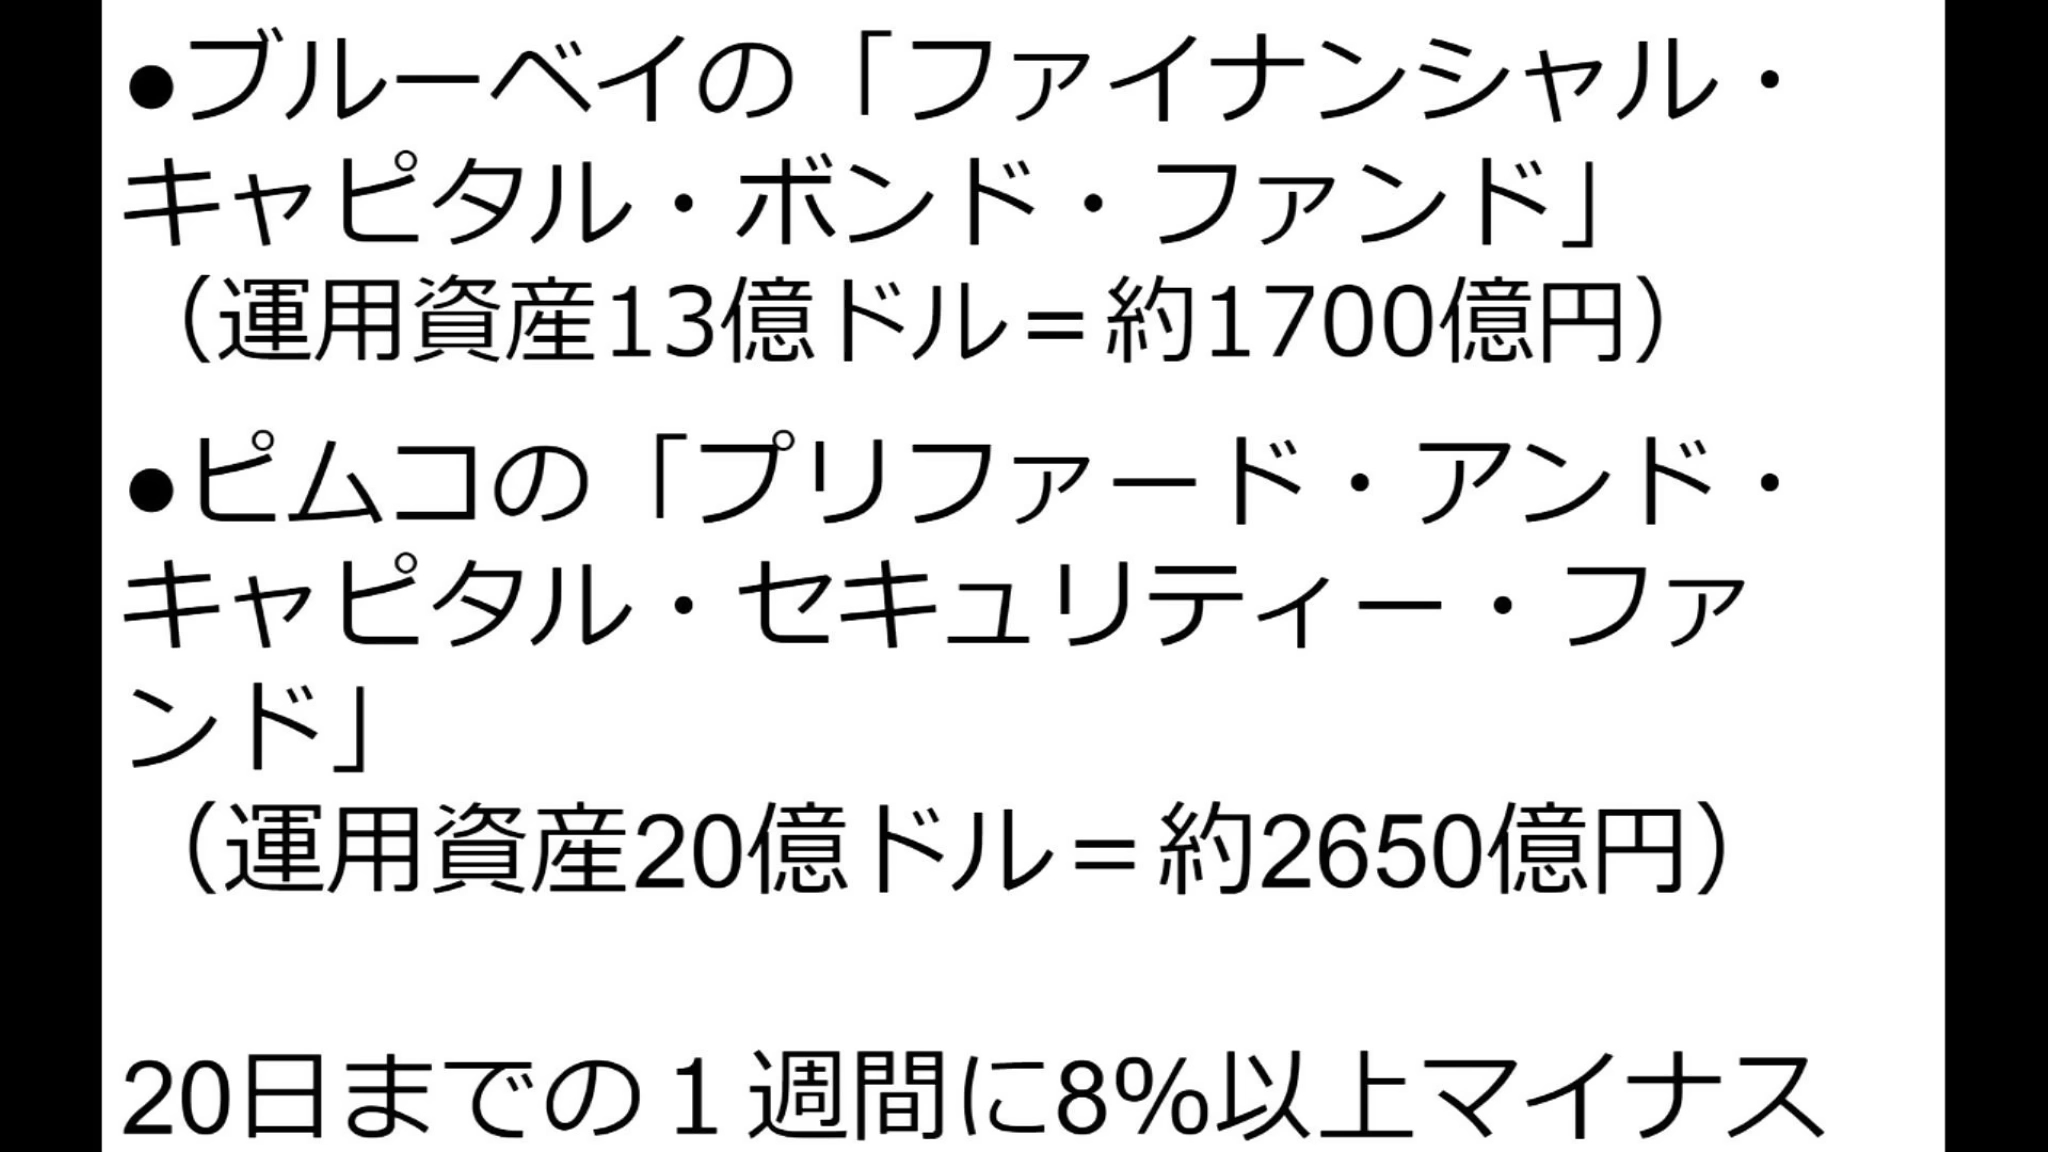 ●ブルーベイの「ファイナンシャル・
キャピタル・ボンド・ファンド」
（運用資産13億ドル＝約1700億円）
●ピムコの「プリファード・アンド・
キャピタル・セキュリティー・ファ
ンド」
（運用資産20億ドル＝約2650億円）
20日までの１週間に8%以上マイナス